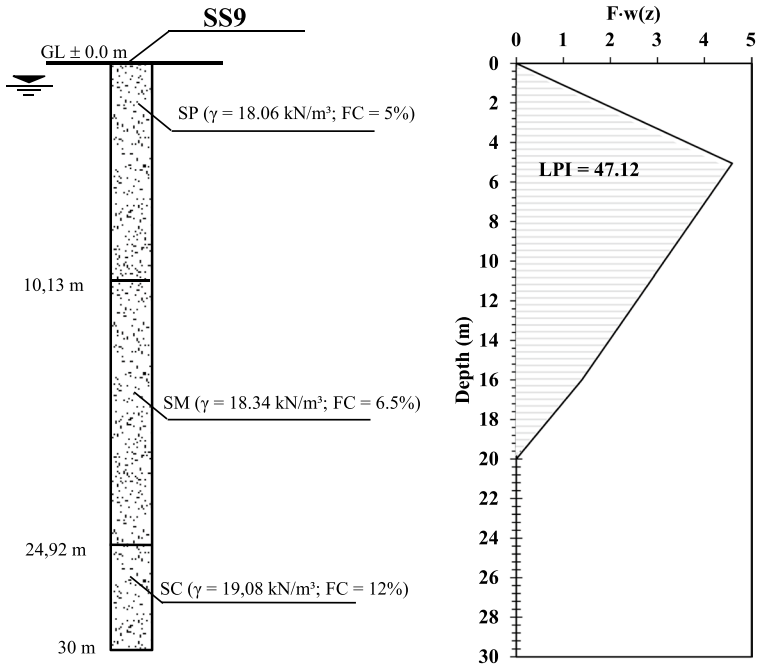 SS9
GL ± 0.0 m
SP (γ = 18.06 kN/m³; FC = 5%)
10,13 m
SM (γ = 18.34 kN/m³; FC = 6.5%)
24,92 m
SC (γ = 19,08 kN/m³; FC = 12%)
30 m
F·w(z)
0 1 2 3 4 5
0
2
4
6
8
10
12
14
16
18
20
22
24
26
28
30
Depth (m)
LPI = 47.12